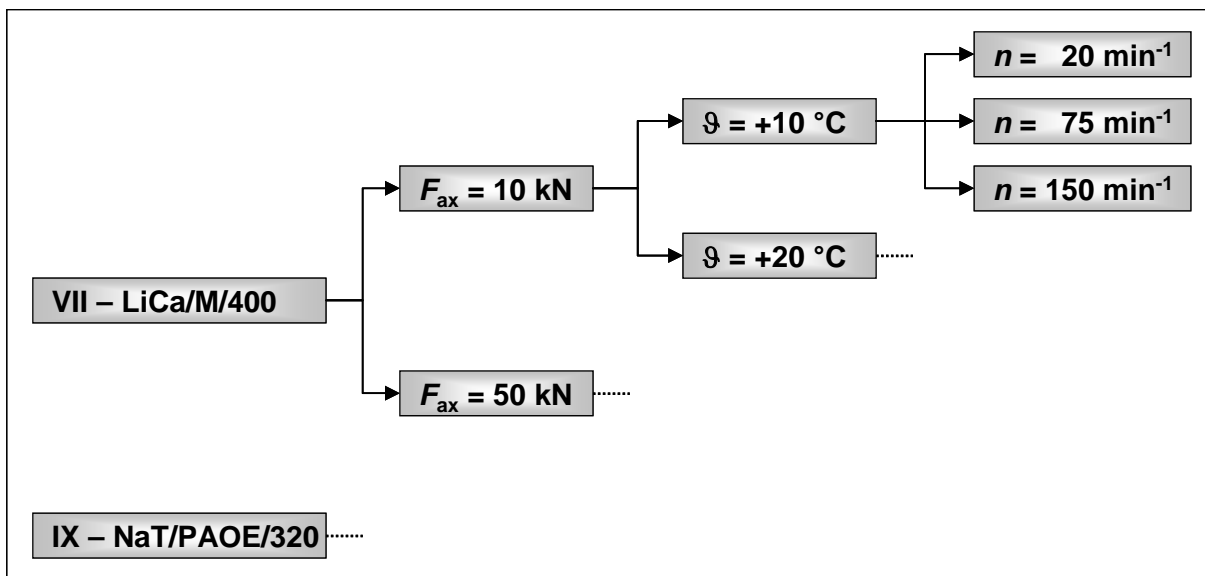 n = 20 min⁻¹
ϑ = +10 °C
n = 75 min⁻¹
Fax = 10 kN
n = 150 min⁻¹
ϑ = +20 °C
VII – LiCa/M/400
Fax = 50 kN
IX – NaT/PAOE/320